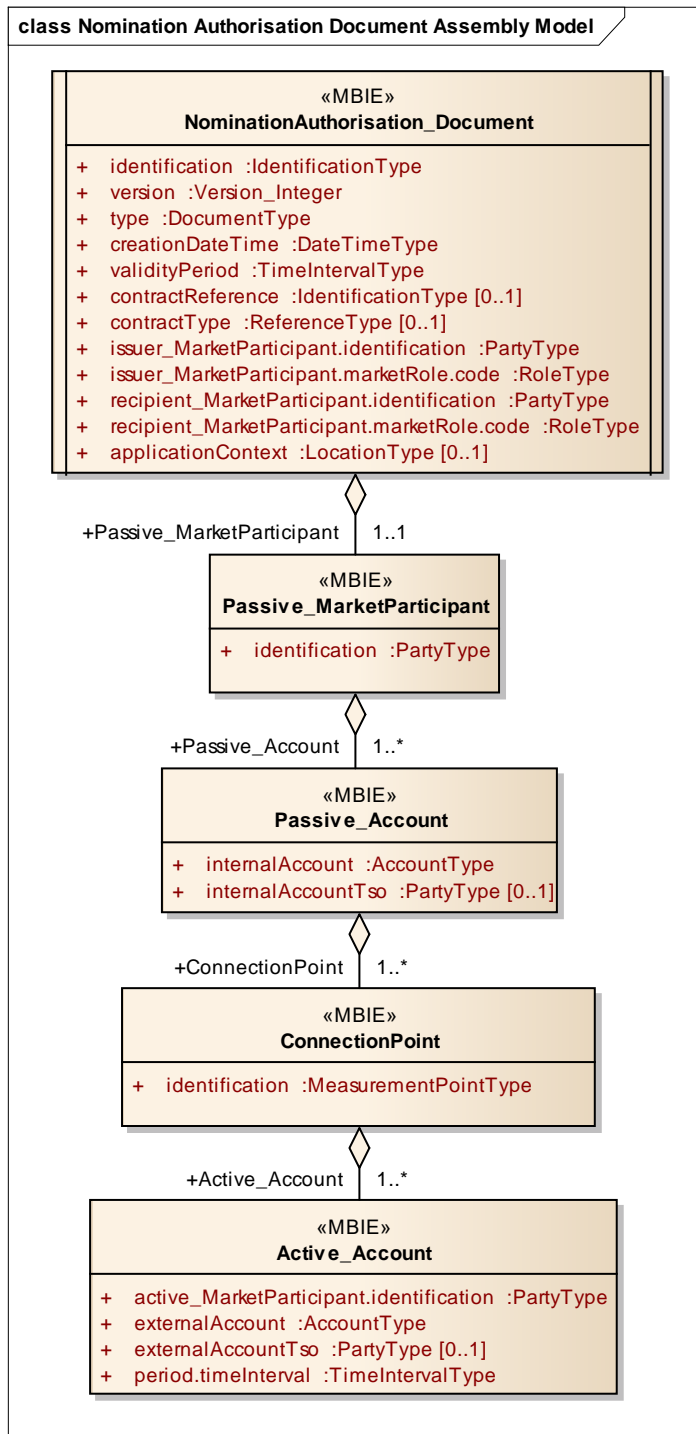 class Nomination Authorisation Document Assembly Model
«MBIE»
NominationAuthorisation_Document
+ identification :IdentificationType
+ version :Version_Integer
+ type :DocumentType
+ creationDateTime :DateTimeType
+ validityPeriod :TimeIntervalType
+ contractReference :IdentificationType [0..1]
+ contractType :ReferenceType [0..1]
+ issuer_MarketParticipant.identification :PartyType
+ issuer_MarketParticipant.marketRole.code :RoleType
+ recipient_MarketParticipant.identification :PartyType
+ recipient_MarketParticipant.marketRole.code :RoleType
+ applicationContext :LocationType [0..1]
+Passive_MarketParticipant 1..1
«MBIE»
Passive_MarketParticipant
+ identification :PartyType
+Passive_Account 1..*
«MBIE»
Passive_Account
+ internalAccount :AccountType
+ internalAccountTso :PartyType [0..1]
+ConnectionPoint 1..*
«MBIE»
ConnectionPoint
+ identification :MeasurementPointType
+Active_Account 1..*
«MBIE»
Active_Account
+ active_MarketParticipant.identification :PartyType
+ externalAccount :AccountType
+ externalAccountTso :PartyType [0..1]
+ period.timeInterval :TimeIntervalType